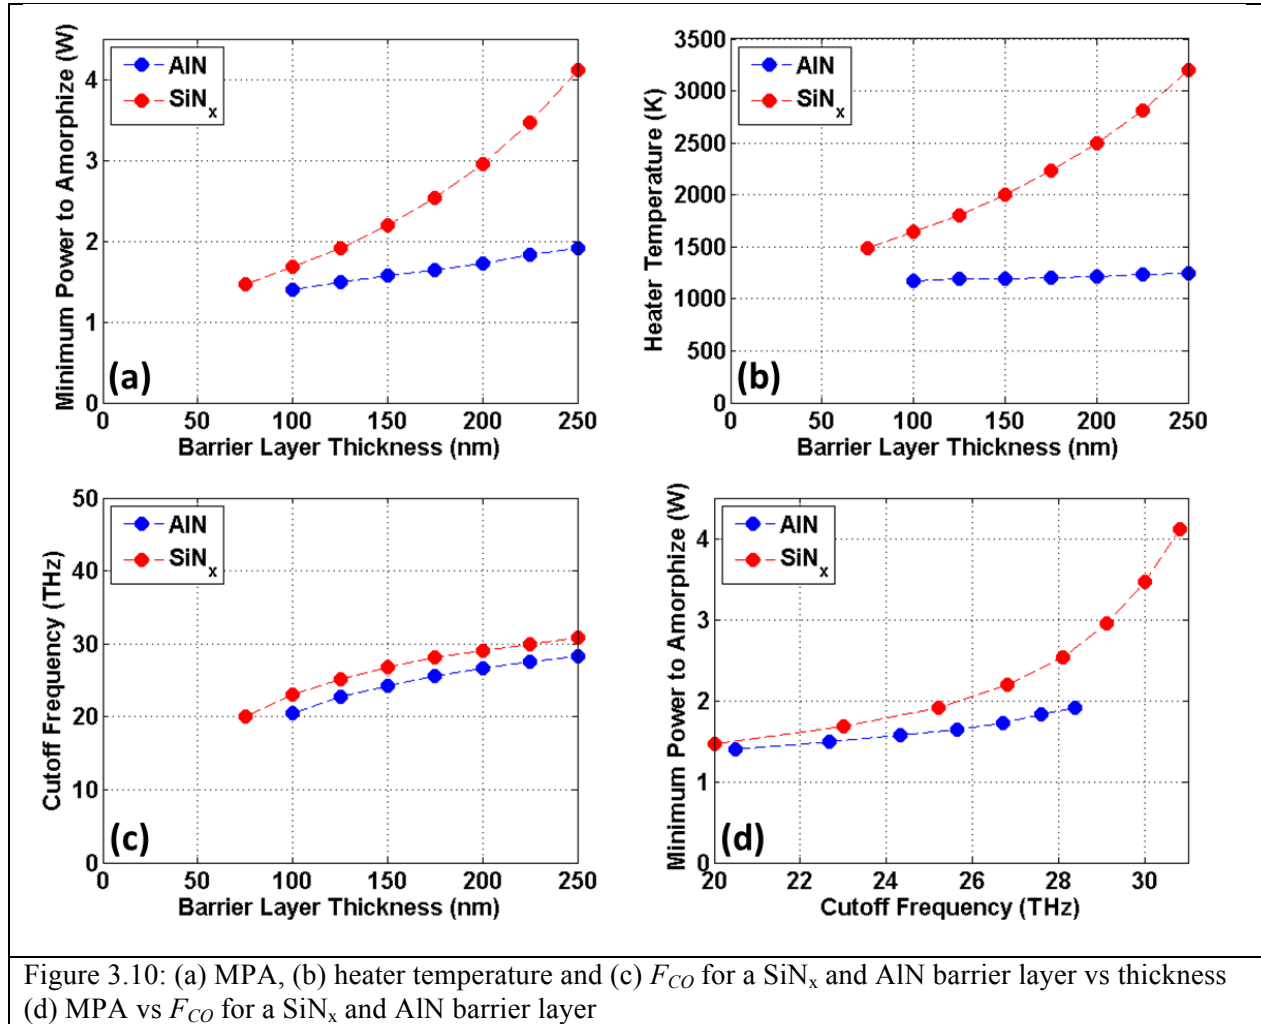 Minimum Power to Amorphize (W)
4
3
2
1
0
AlN
SiNx
(a)
0 50 100 150 200 250
Barrier Layer Thickness (nm)
Heater Temperature (K)
3500
3000
2500
2000
1500
1000
500
AlN
SiNx
(b)
0 50 100 150 200 250
Barrier Layer Thickness (nm)
Cutoff Frequency (THz)
50
40
30
20
10
0
AlN
SiNx
(c)
0 50 100 150 200 250
Barrier Layer Thickness (nm)
Minimum Power to Amorphize (W)
4
3
2
1
0
AlN
SiNx
(d)
20 22 24 26 28 30
Cutoff Frequency (THz)
Figure 3.10: (a) MPA, (b) heater temperature and (c) FCO for a SiNx and AlN barrier layer vs thickness
(d) MPA vs FCO for a SiNx and AlN barrier layer